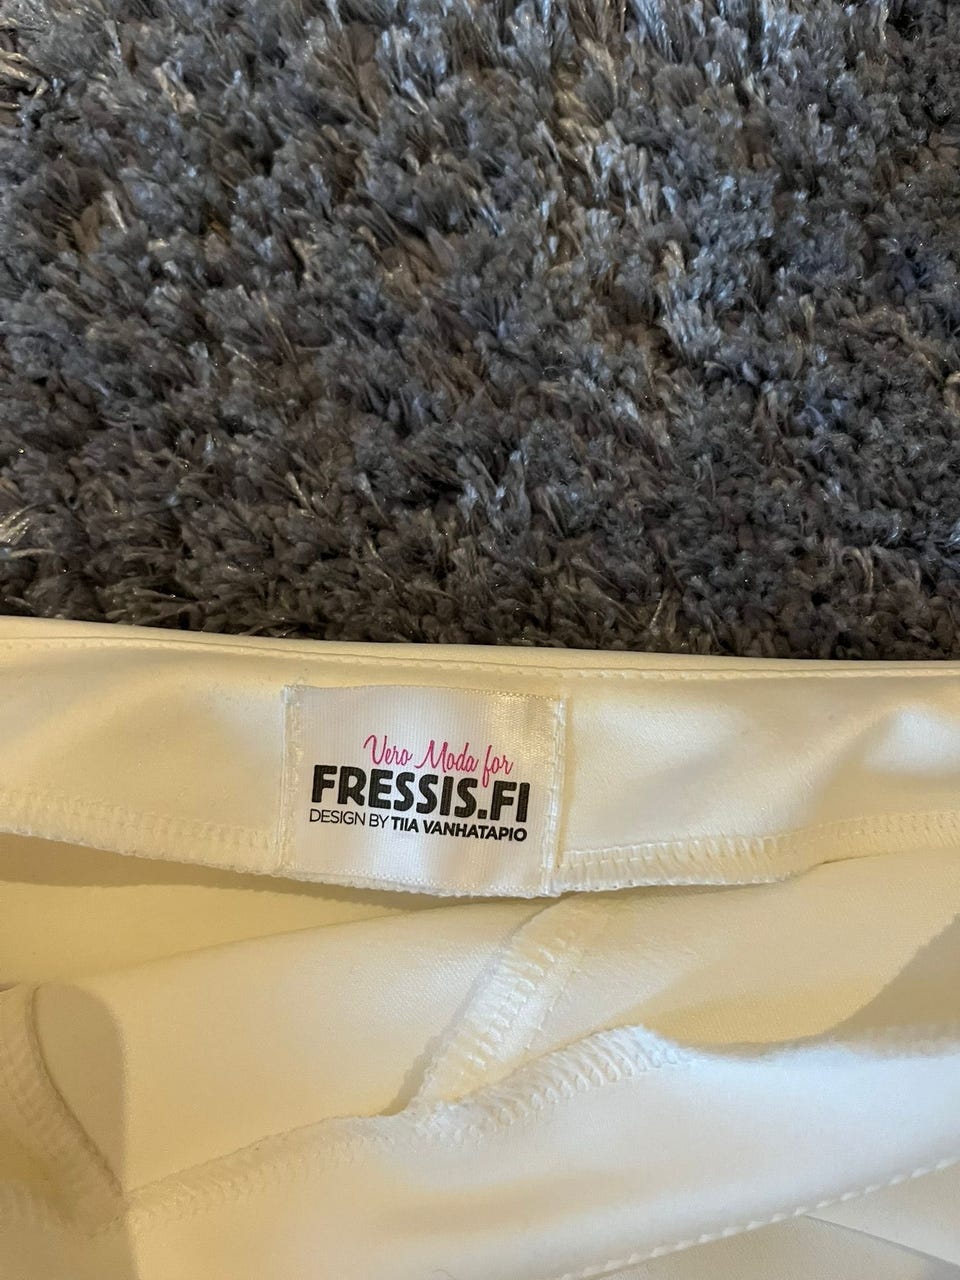 Vero Moda for
FRESSIS.FI
DESIGN BY TIIA VANHATAPIO